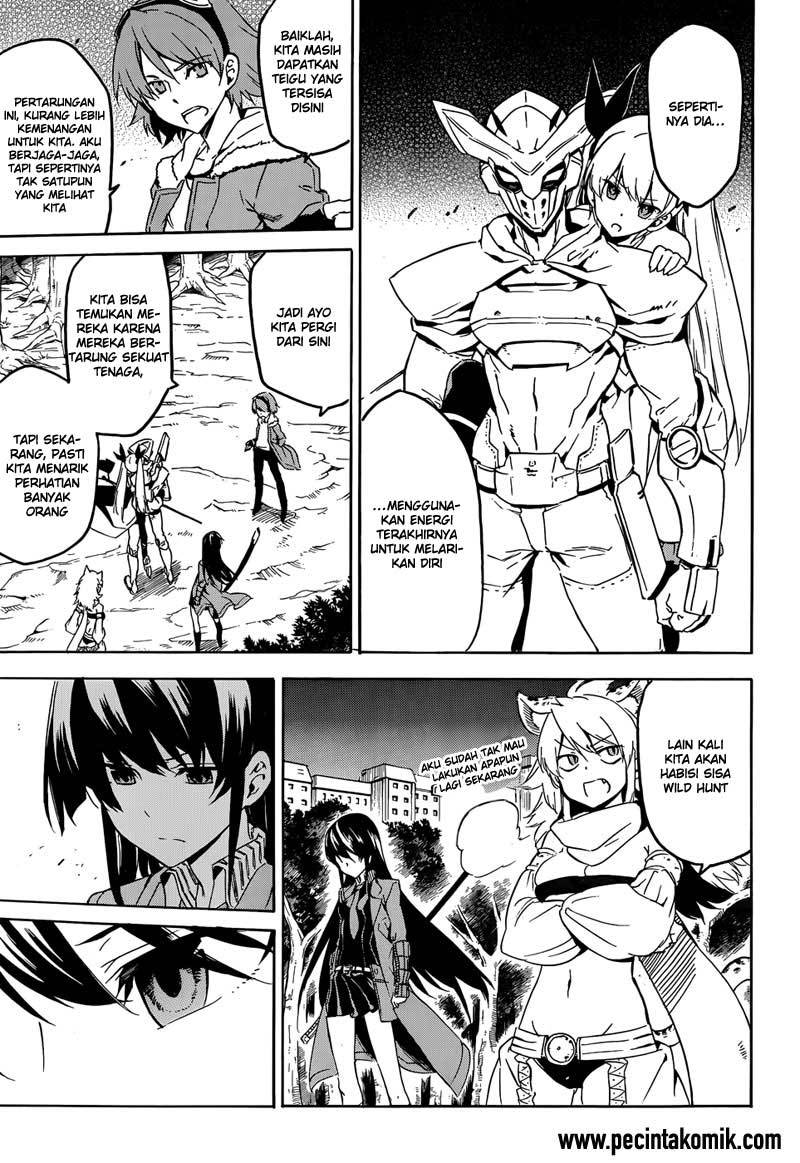 SEPERTI-
NYA DIA...
...MENGGUNA-
KAN ENERGI
TERAKHIRNYA
UNTUK MELARI-
KAN DIRI
BAIKLAH,
KITA MASIH
DAPATKAN
TEIGU YANG
TERSISA
DISINI
PERTARUNGAN
INI, KURANG LEBIH
KEMENANGAN
UNTUK KITA. AKU
BERJAGA-JAGA,
TAPI SEPERTINYA
TAK SATUPUN
YANG MELIHAT
KITA
JADI AYO
KITA PERGI
DARI SINI
KITA BISA
TEMUKAN ME-
REKA KARENA
MEREKA BER-
TARUNG SEKUAT
TENAGA,
TAPI SEKA-
RANG, PASTI
KITA MENARIK
PERHATIAN
BANYAK
ORANG
LAIN KALI
KITA AKAN
HABISI SISA
WILD HUNT
AKU SUDAH TAK MAU
LAKUKAN APAPUN
LAGI SEKARANG
www.pecintakomik.com